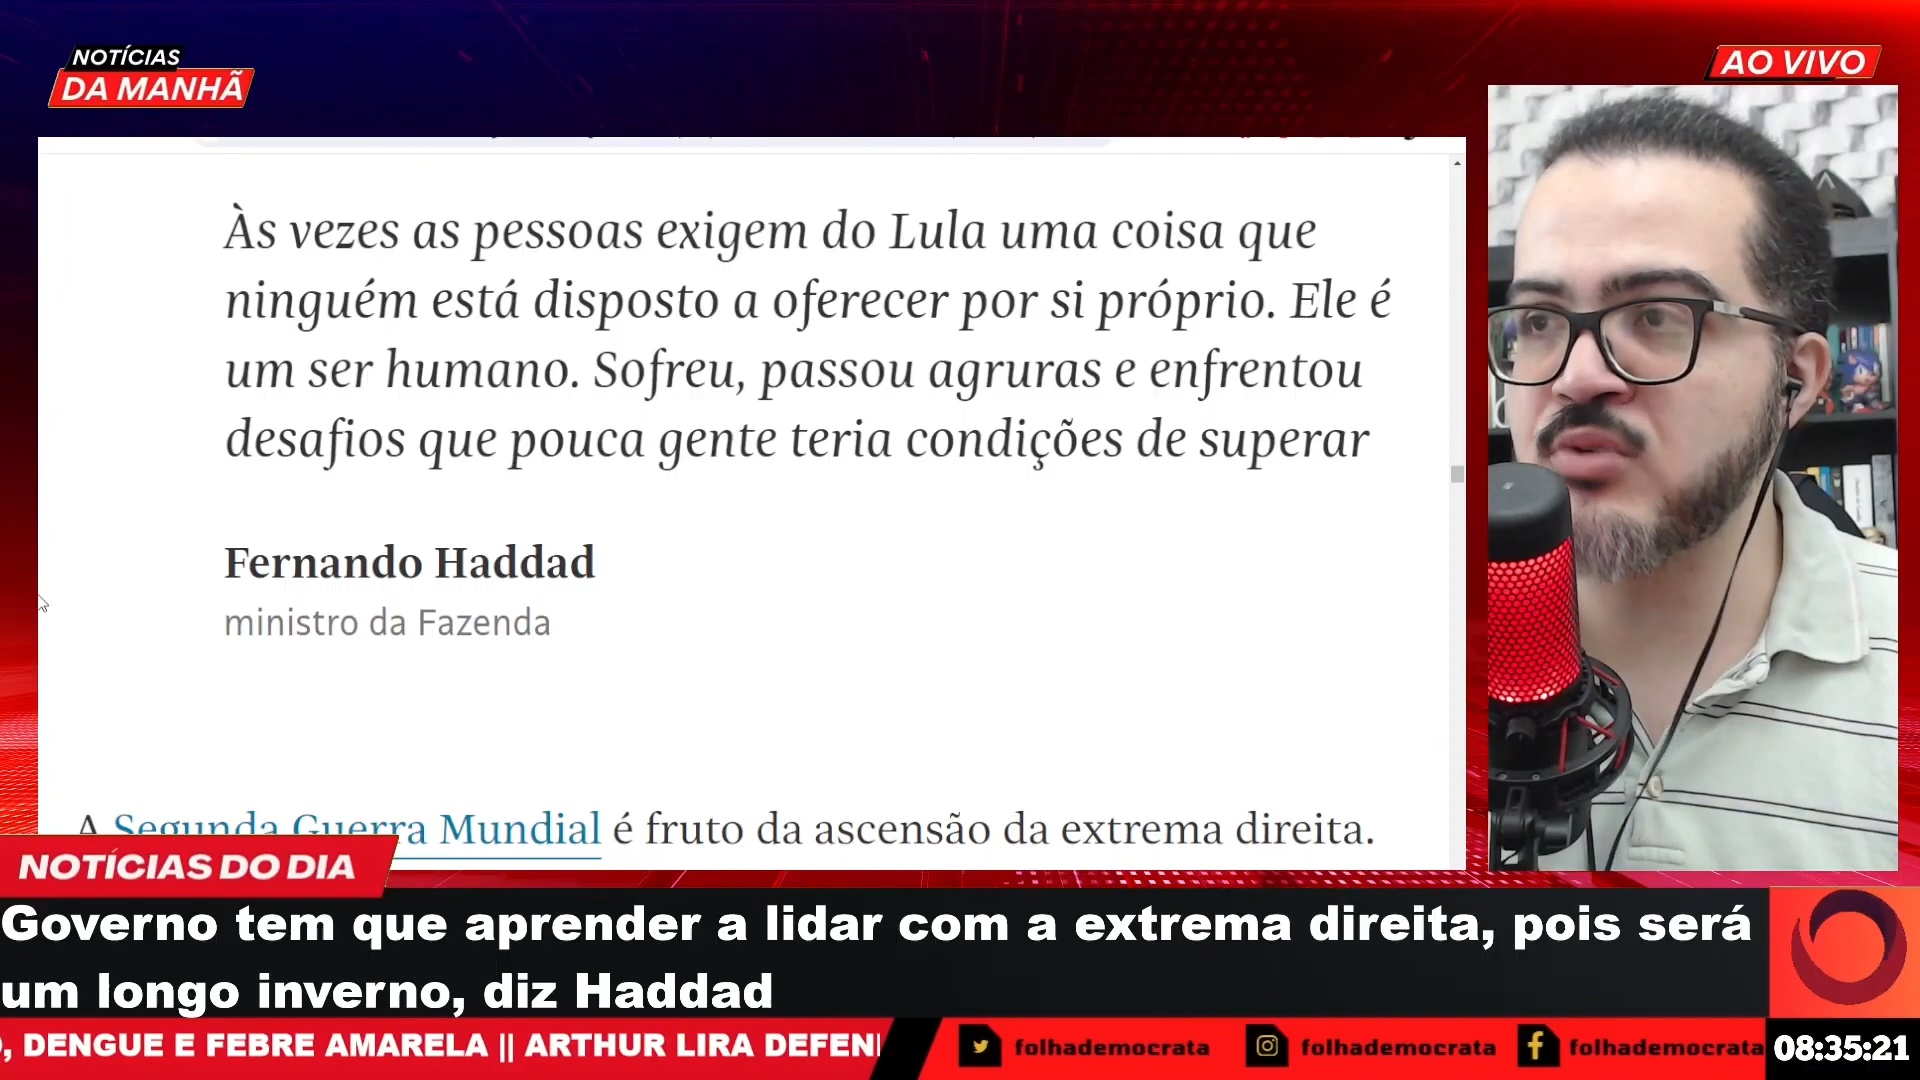 NOTÍCIAS
DA MANHÃ
AO VIVO
Às vezes as pessoas exigem do Lula uma coisa que
ninguém está disposto a oferecer por si próprio. Ele é
um ser humano. Sofreu, passou agruras e enfrentou
desafios que pouca gente teria condições de superar
Fernando Haddad
ministro da Fazenda
A Segunda Guerra Mundial é fruto da ascensão da extrema direita.
NOTÍCIAS DO DIA
Governo tem que aprender a lidar com a extrema direita, pois será
um longo inverno, diz Haddad
, DENGUE E FEBRE AMARELA || ARTHUR LIRA DEFEN
folhademocrata
folhademocrata
folhademocrata
08:35:21